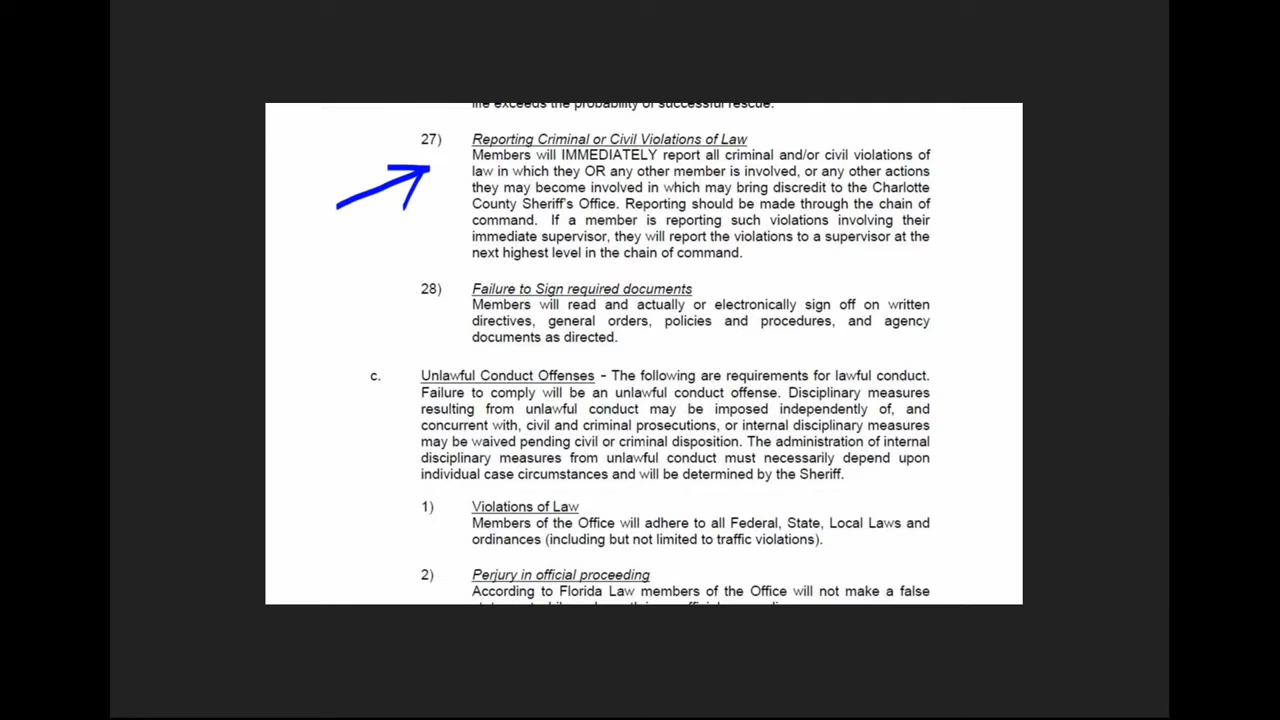 life exceeds the probability of successful rescue.
27) Reporting Criminal or Civil Violations of Law
Members will IMMEDIATELY report all criminal and/or civil violations of
law in which they OR any other member is involved, or any other actions
they may become involved in which may bring discredit to the Charlotte
County Sheriff's Office. Reporting should be made through the chain of
command. If a member is reporting such violations involving their
immediate supervisor, they will report the violations to a supervisor at the
next highest level in the chain of command.
28) Failure to Sign required documents
Members will read and actually or electronically sign off on written
directives, general orders, policies and procedures, and agency
documents as directed.
c. Unlawful Conduct Offenses - The following are requirements for lawful conduct.
Failure to comply will be an unlawful conduct offense. Disciplinary measures
resulting from unlawful conduct may be imposed independently of, and
concurrent with, civil and criminal prosecutions, or internal disciplinary measures
may be waived pending civil or criminal disposition. The administration of internal
disciplinary measures from unlawful conduct must necessarily depend upon
individual case circumstances and will be determined by the Sheriff.
1) Violations of Law
Members of the Office will adhere to all Federal, State, Local Laws and
ordinances (including but not limited to traffic violations).
2) Perjury in official proceeding
According to Florida Law members of the Office will not make a false